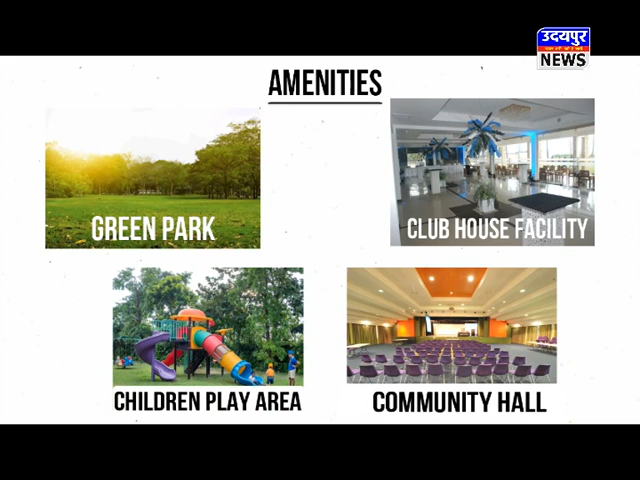 उदयपुर
NEWS
AMENITIES
GREEN PARK
CLUB HOUSE FACILITY
CHILDREN PLAY AREA
COMMUNITY HALL